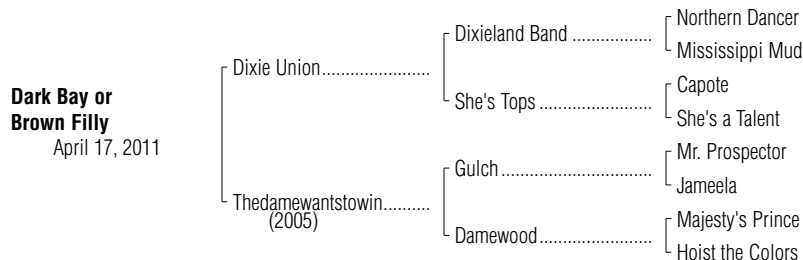 Dark Bay or
Brown Filly
April 17, 2011
Dixie Union......................
Thedamewantstowin..........
(2005)
Dixieland Band ................
She's Tops ......................
Gulch..............................
Damewood......................
Northern Dancer
Mississippi Mud
Capote
She's a Talent
Mr. Prospector
Jameela
Majesty's Prince
Hoist the Colors